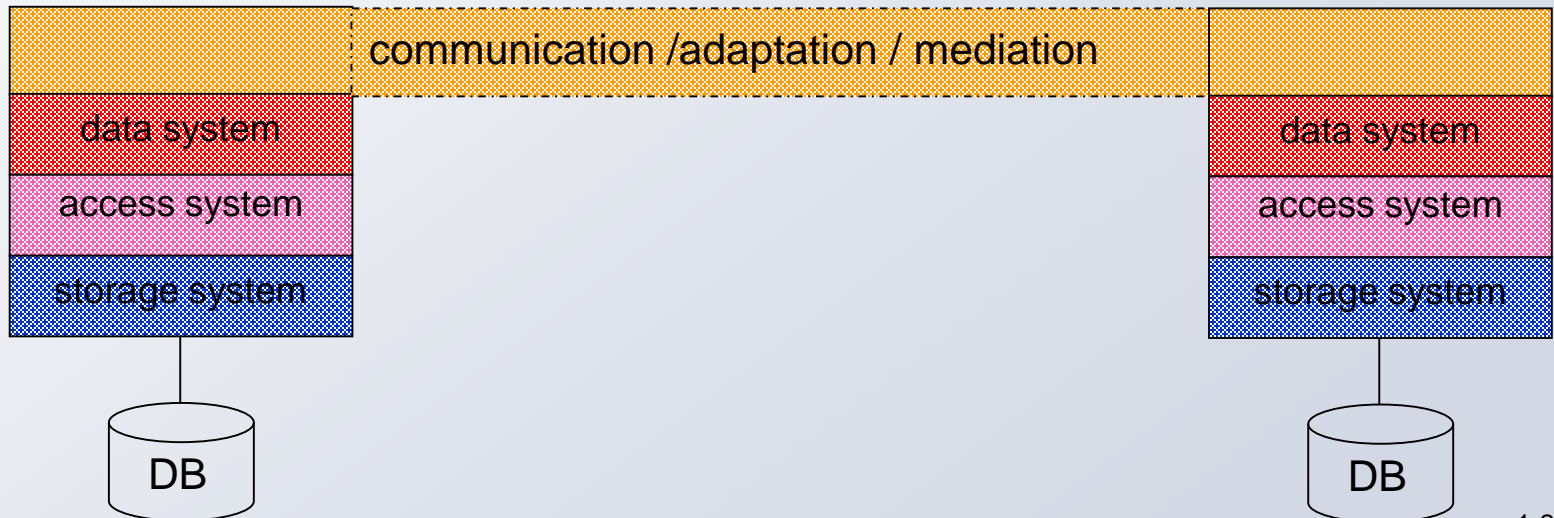 communication /adaptation / mediation
data system
data system
access system
access system
storage system
storage system
DB
DB